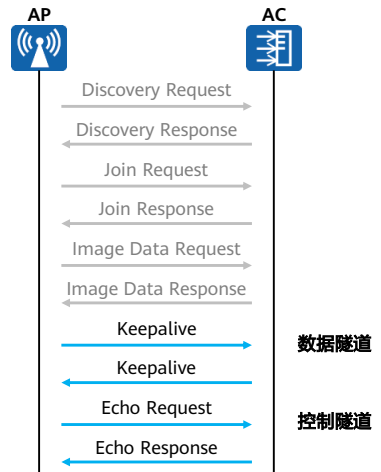 AP AC
Discovery Request
Discovery Response
Join Request
Join Response
Image Data Request
Image Data Response
Keepalive
数据隧道
Keepalive
Echo Request
控制隧道
Echo Response